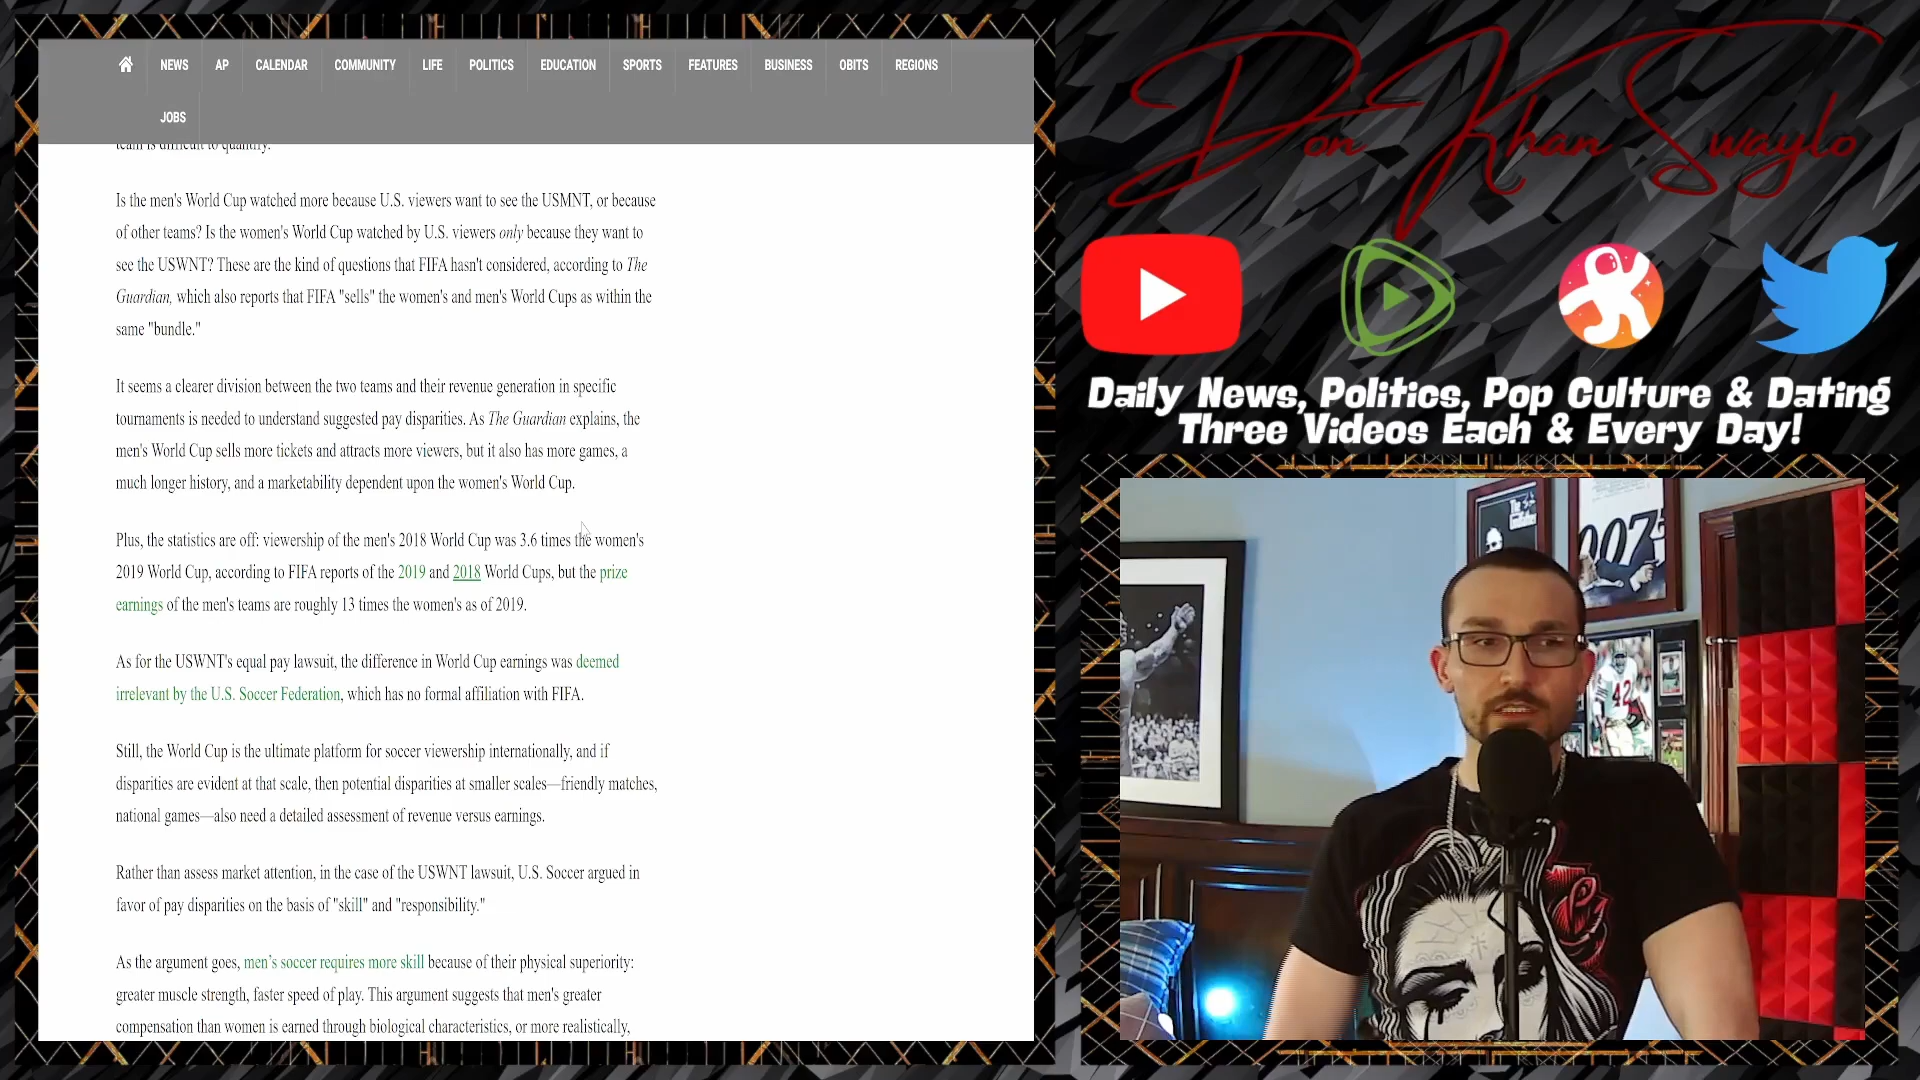 NEWS AP CALENDAR COMMUNITY LIFE POLITICS EDUCATION SPORTS FEATURES BUSINESS OBITS REGIONS
JOBS
team is difficult to quantify.
Is the men's World Cup watched more because U.S. viewers want to see the USMNT, or because
of other teams? Is the women's World Cup watched by U.S. viewers only because they want to
see the USWNT? These are the kind of questions that FIFA hasn't considered, according to The
Guardian, which also reports that FIFA "sells" the women's and men's World Cups as within the
same "bundle."
It seems a clearer division between the two teams and their revenue generation in specific
tournaments is needed to understand suggested pay disparities. As The Guardian explains, the
men's World Cup sells more tickets and attracts more viewers, but it also has more games, a
much longer history, and a marketability dependent upon the women's World Cup.
Plus, the statistics are off: viewership of the men's 2018 World Cup was 3.6 times the women's
2019 World Cup, according to FIFA reports of the 2019 and 2018 World Cups, but the prize
earnings of the men's teams are roughly 13 times the women's as of 2019.
As for the USWNT's equal pay lawsuit, the difference in World Cup earnings was deemed
irrelevant by the U.S. Soccer Federation, which has no formal affiliation with FIFA.
Still, the World Cup is the ultimate platform for soccer viewership internationally, and if
disparities are evident at that scale, then potential disparities at smaller scales—friendly matches,
national games—also need a detailed assessment of revenue versus earnings.
Rather than assess market attention, in the case of the USWNT lawsuit, U.S. Soccer argued in
favor of pay disparities on the basis of "skill" and "responsibility."
As the argument goes, men's soccer requires more skill because of their physical superiority:
greater muscle strength, faster speed of play. This argument suggests that men's greater
compensation than women is earned through biological characteristics, or more realistically,
Don Khan Swaylo
Daily News, Politics, Pop Culture & Dating
Three Videos Each & Every Day!
007
42